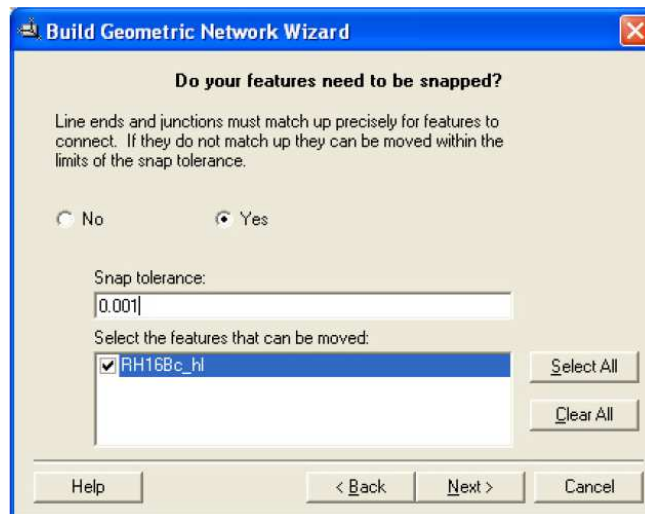 Build Geometric Network Wizard
Do your features need to be snapped?
Line ends and junctions must match up precisely for features to
connect. If they do not match up they can be moved within the
limits of the snap tolerance.
No Yes
Snap tolerance:
0.001
Select the features that can be moved:
RH16Bc_hl
Select All
Clear All
Help < Back Next > Cancel